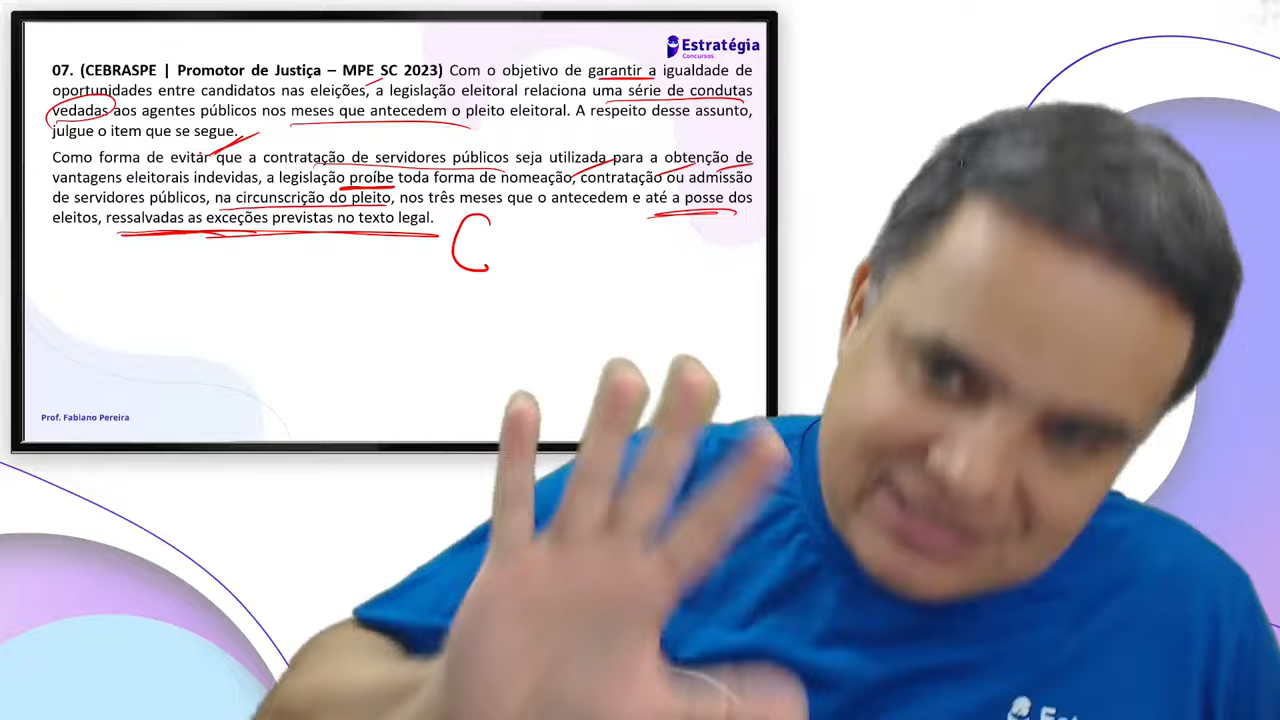 Estratégia
Concursos
07. (CEBRASPE | Promotor de Justiça – MPE SC 2023) Com o objetivo de garantir a igualdade de
oportunidades entre candidatos nas eleições, a legislação eleitoral relaciona uma série de condutas
vedadas aos agentes públicos nos meses que antecedem o pleito eleitoral. A respeito desse assunto,
julgue o item que se segue.
Como forma de evitar que a contratação de servidores públicos seja utilizada para a obtenção de
vantagens eleitorais indevidas, a legislação proíbe toda forma de nomeação, contratação ou admissão
de servidores públicos, na circunscrição do pleito, nos três meses que o antecedem e até a posse dos
eleitos, ressalvadas as exceções previstas no texto legal.
C
Prof. Fabiano Pereira